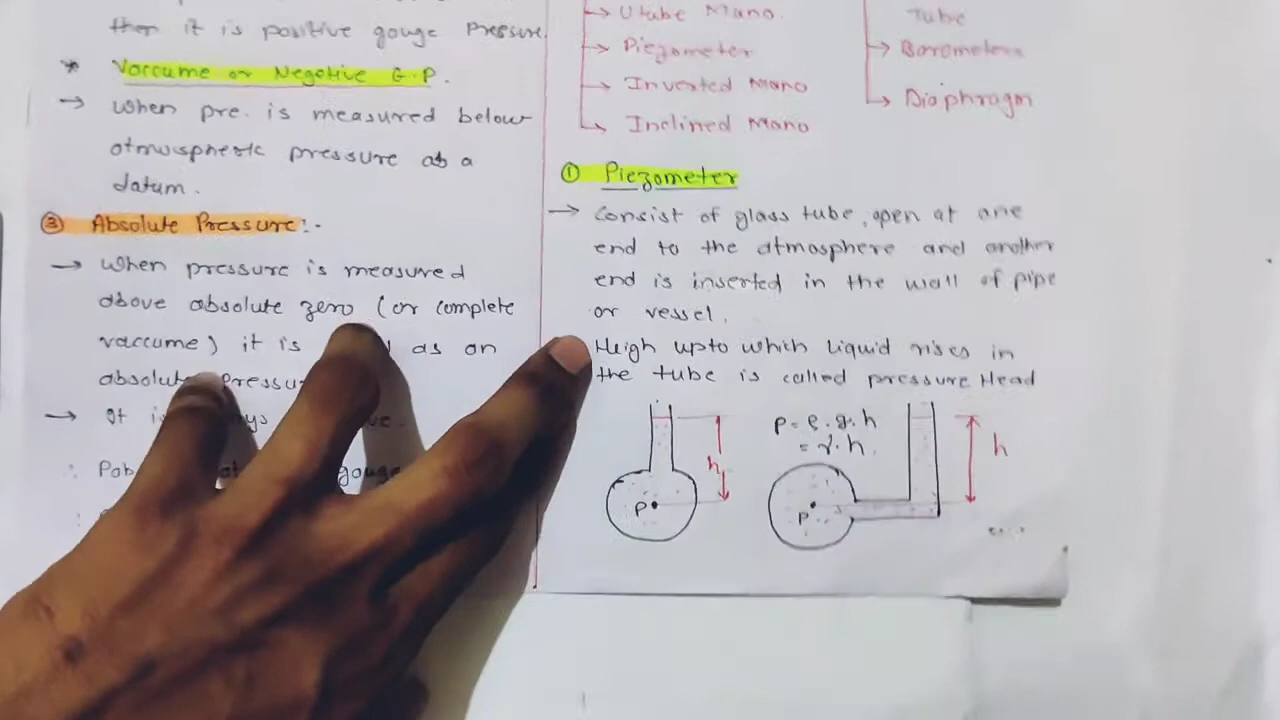 then it is positive gouge pressure.
* Vaccume or Negative G.P.
→ when pre. is measured below
atmospheric pressure as a
datum.
③ Absolute Pressure:-
→ when pressure is measured
above absolute zero (or complete
vaccume) it is as an
absolute
→ It
∴
→ Utube Mano.
→ Piezometer
→ Inverted Mano
→ Inclined Mano
Tube
→ Barometers
→ Diaphragm
① Piezometer
→ Consist of glass tube, open at one
end to the atmosphere and another
end is inserted in the wall of pipe
or vessel.
Heigh upto which liquid rises in
the tube is called pressure Head
P = ρ.g.h
= γ.h.
h
P
h
P